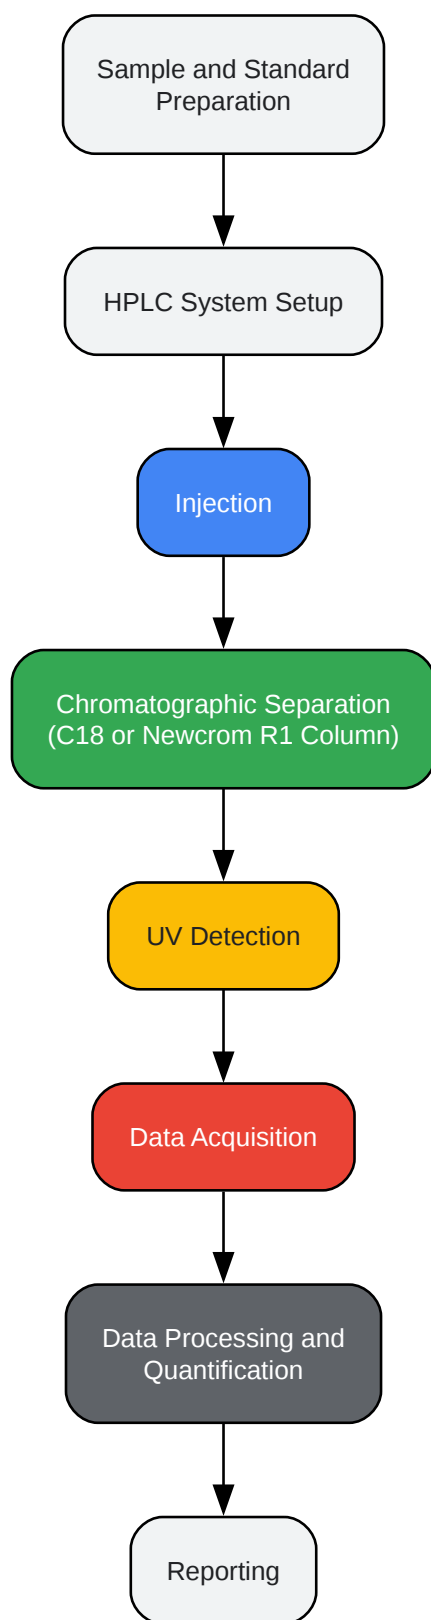 Sample and Standard
Preparation
HPLC System Setup
Injection
Chromatographic Separation
(C18 or Newcrom R1 Column)
UV Detection
Data Acquisition
Data Processing and
Quantification
Reporting